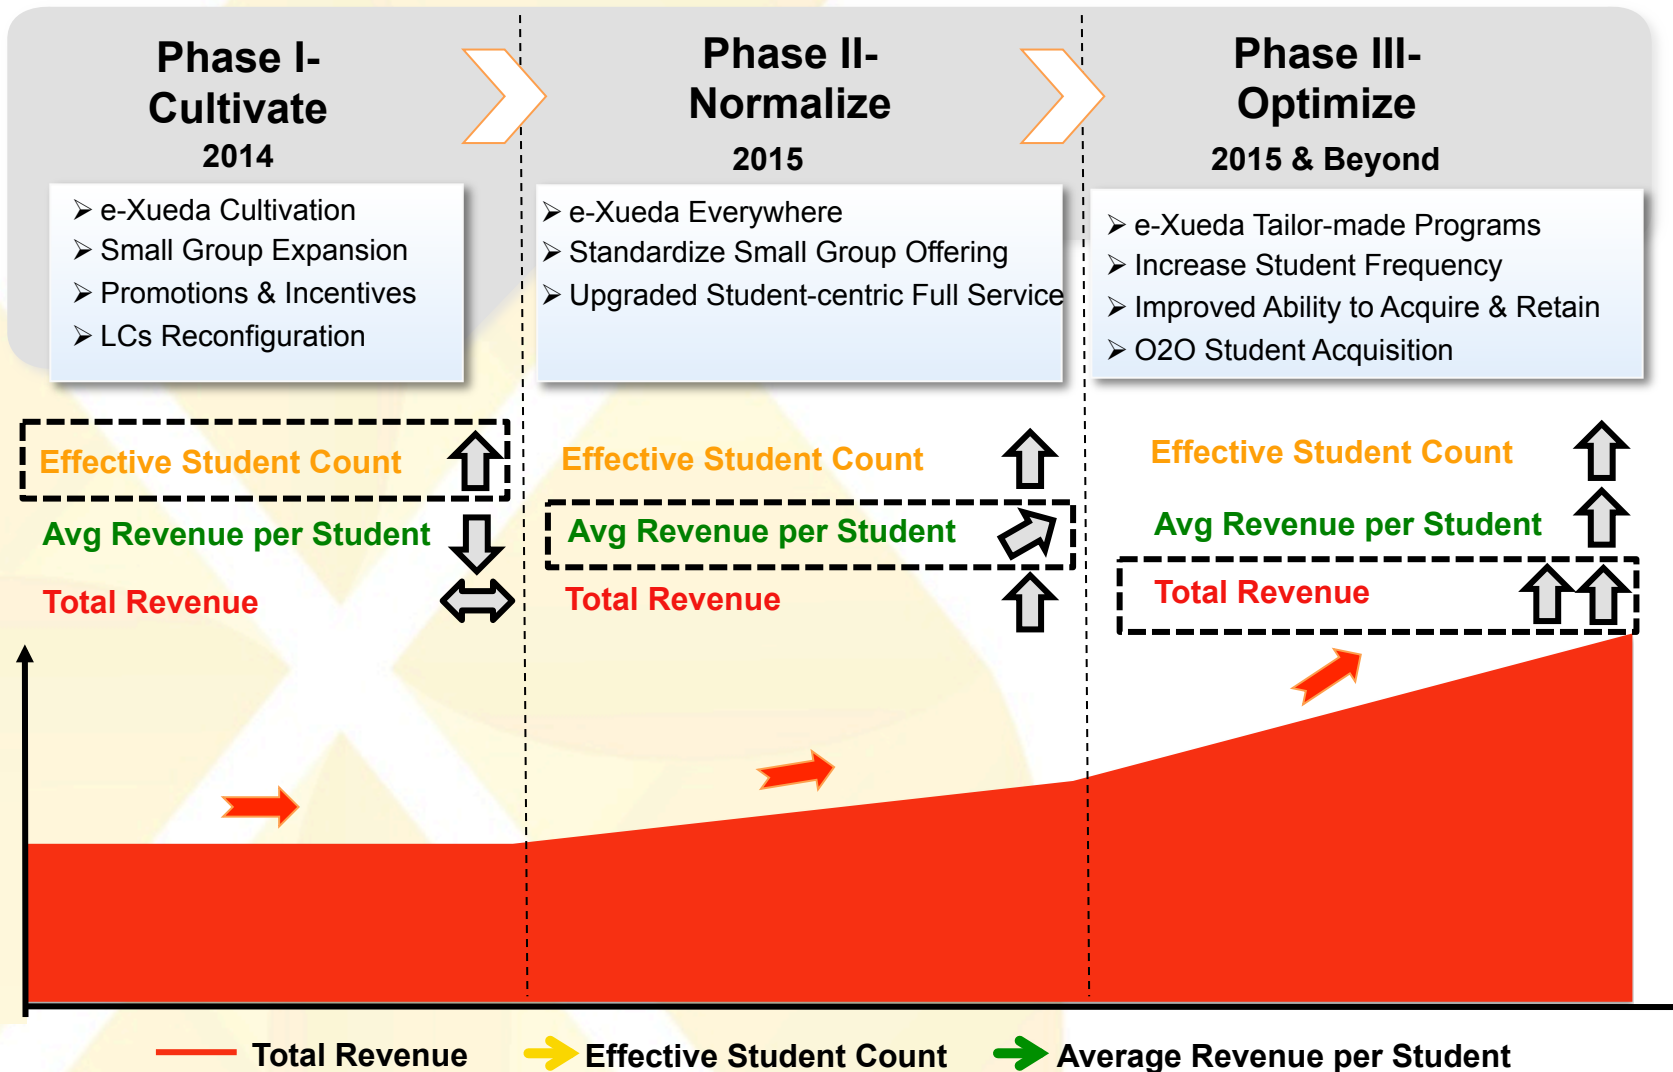 Phase I-
Cultivate
2014
e-Xueda Cultivation
Small Group Expansion
Promotions & Incentives
LCs Reconfiguration
Phase II-
Normalize
2015
e-Xueda Everywhere
Standardize Small Group Offering
Upgraded Student-centric Full Service
Phase III-
Optimize
2015 & Beyond
e-Xueda Tailor-made Programs
Increase Student Frequency
Improved Ability to Acquire & Retain
O2O Student Acquisition
Effective Student Count
Avg Revenue per Student
Total Revenue
Effective Student Count
Avg Revenue per Student
Total Revenue
Effective Student Count
Avg Revenue per Student
Total Revenue
Total Revenue
Effective Student Count
Average Revenue per Student